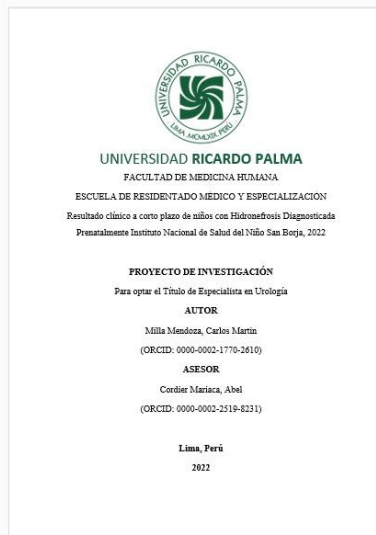 UNIVERSIDAD RICARDO PALMA
LIMA, MCMLXIX, PERÚ
UNIVERSIDAD RICARDO PALMA
FACULTAD DE MEDICINA HUMANA
ESCUELA DE RESIDENTADO MÉDICO Y ESPECIALIZACIÓN
Resultado clínico a corto plazo de niños con Hidronefrosis Diagnosticada
Prenatalmente Instituto Nacional de Salud del Niño San Borja, 2022
PROYECTO DE INVESTIGACIÓN
Para optar el Título de Especialista en Urología
AUTOR
Milla Mendoza, Carlos Martin
(ORCID: 0000-0002-1770-2610)
ASESOR
Cordier Mariaca, Abel
(ORCID: 0000-0002-2519-8231)
Lima, Perú
2022